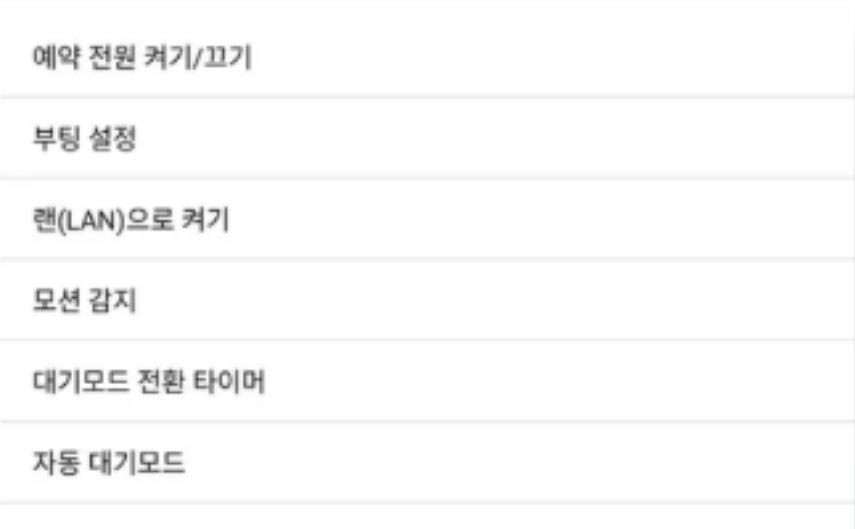 예약 전원 켜기/끄기
부팅 설정
랜(LAN)으로 켜기
모션 감지
대기모드 전환 타이머
자동 대기모드